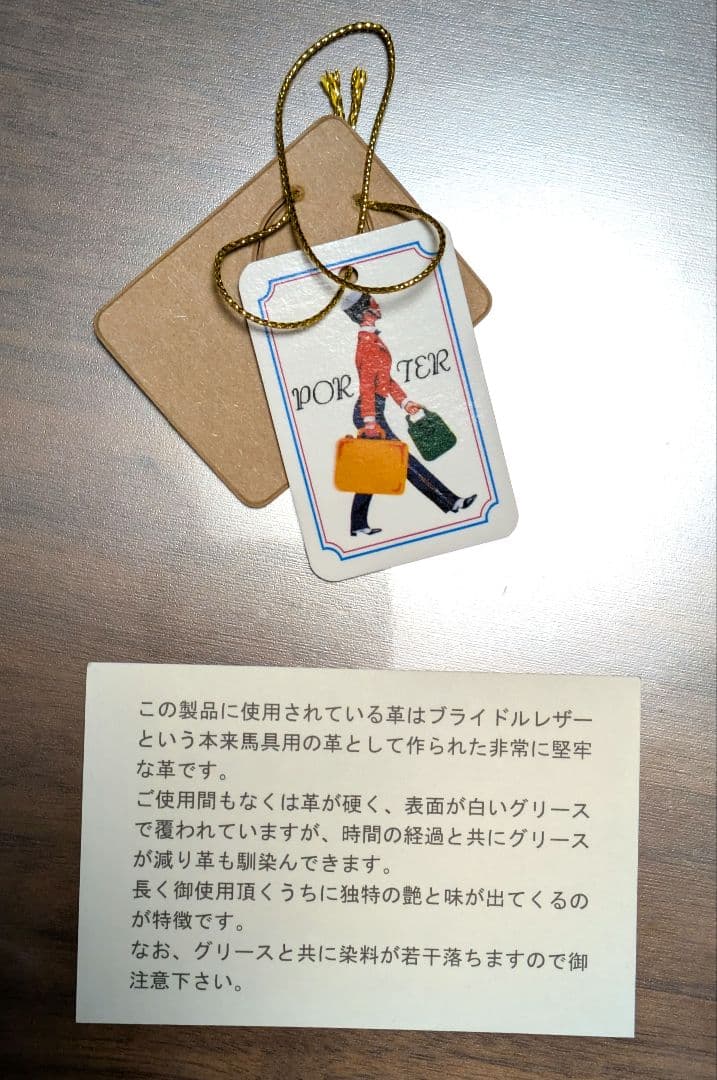 PORTER
この製品に使用されている革はブライドルレザー
という本来馬具用の革として作られた非常に堅牢
な革です。
ご使用間もなくは革が硬く、表面が白いグリース
で覆われていますが、時間の経過と共にグリース
が減り革も馴染んできます。
長く御使用頂くうちに独特の艶と味が出てくるの
が特徴です。
なお、グリースと共に染料が若干落ちますので御
注意下さい。